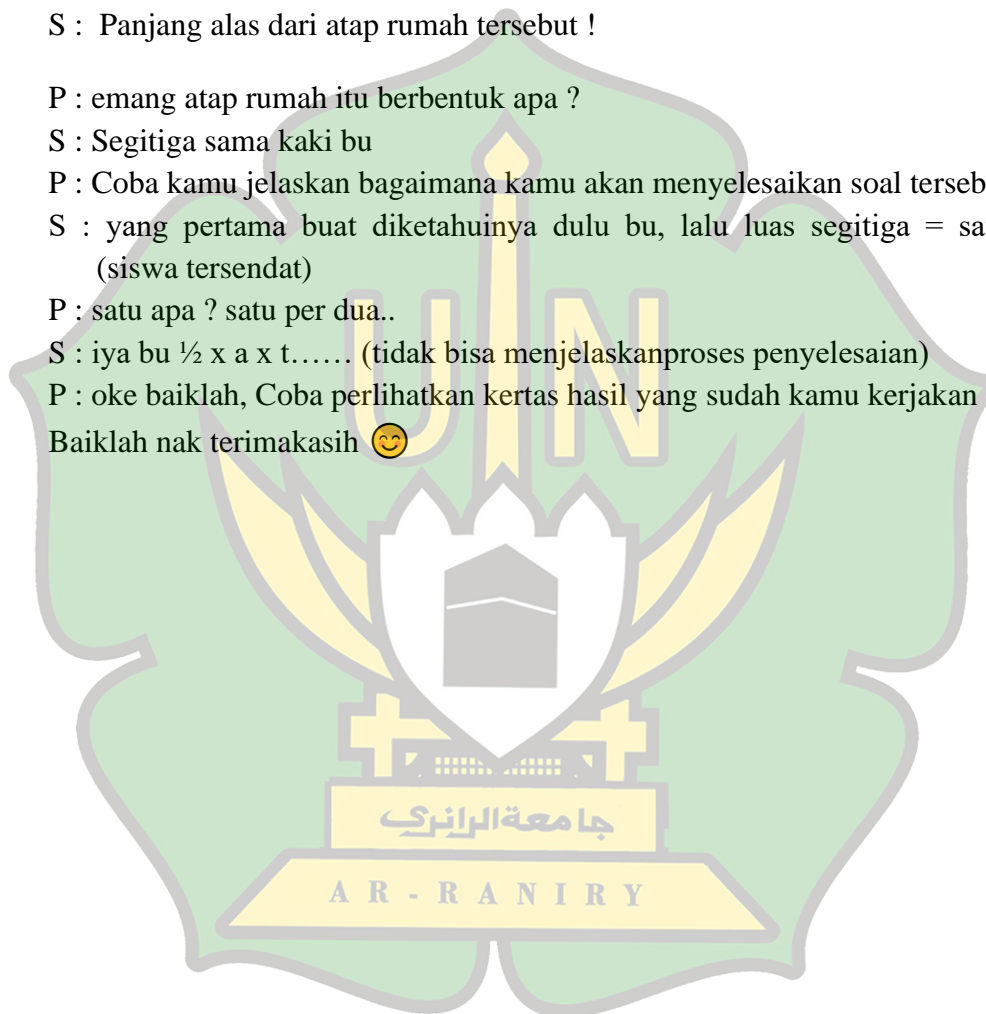 S : Panjang alas dari atap rumah tersebut !
P : emang atap rumah itu berbentuk apa ?
S : Segitiga sama kaki bu
P : Coba kamu jelaskan bagaimana kamu akan menyelesaikan soal terseb
S : yang pertama buat diketahuinya dulu bu, lalu luas segitiga = sa
(siswa tersendat)
P : satu apa ? satu per dua..
S : iya bu ½ x a x t…… (tidak bisa menjelaskanproses penyelesaian)
P : oke baiklah, Coba perlihatkan kertas hasil yang sudah kamu kerjakan
Baiklah nak terimakasih 😊
UIN
جامعة الرانري
AR-RANIRY